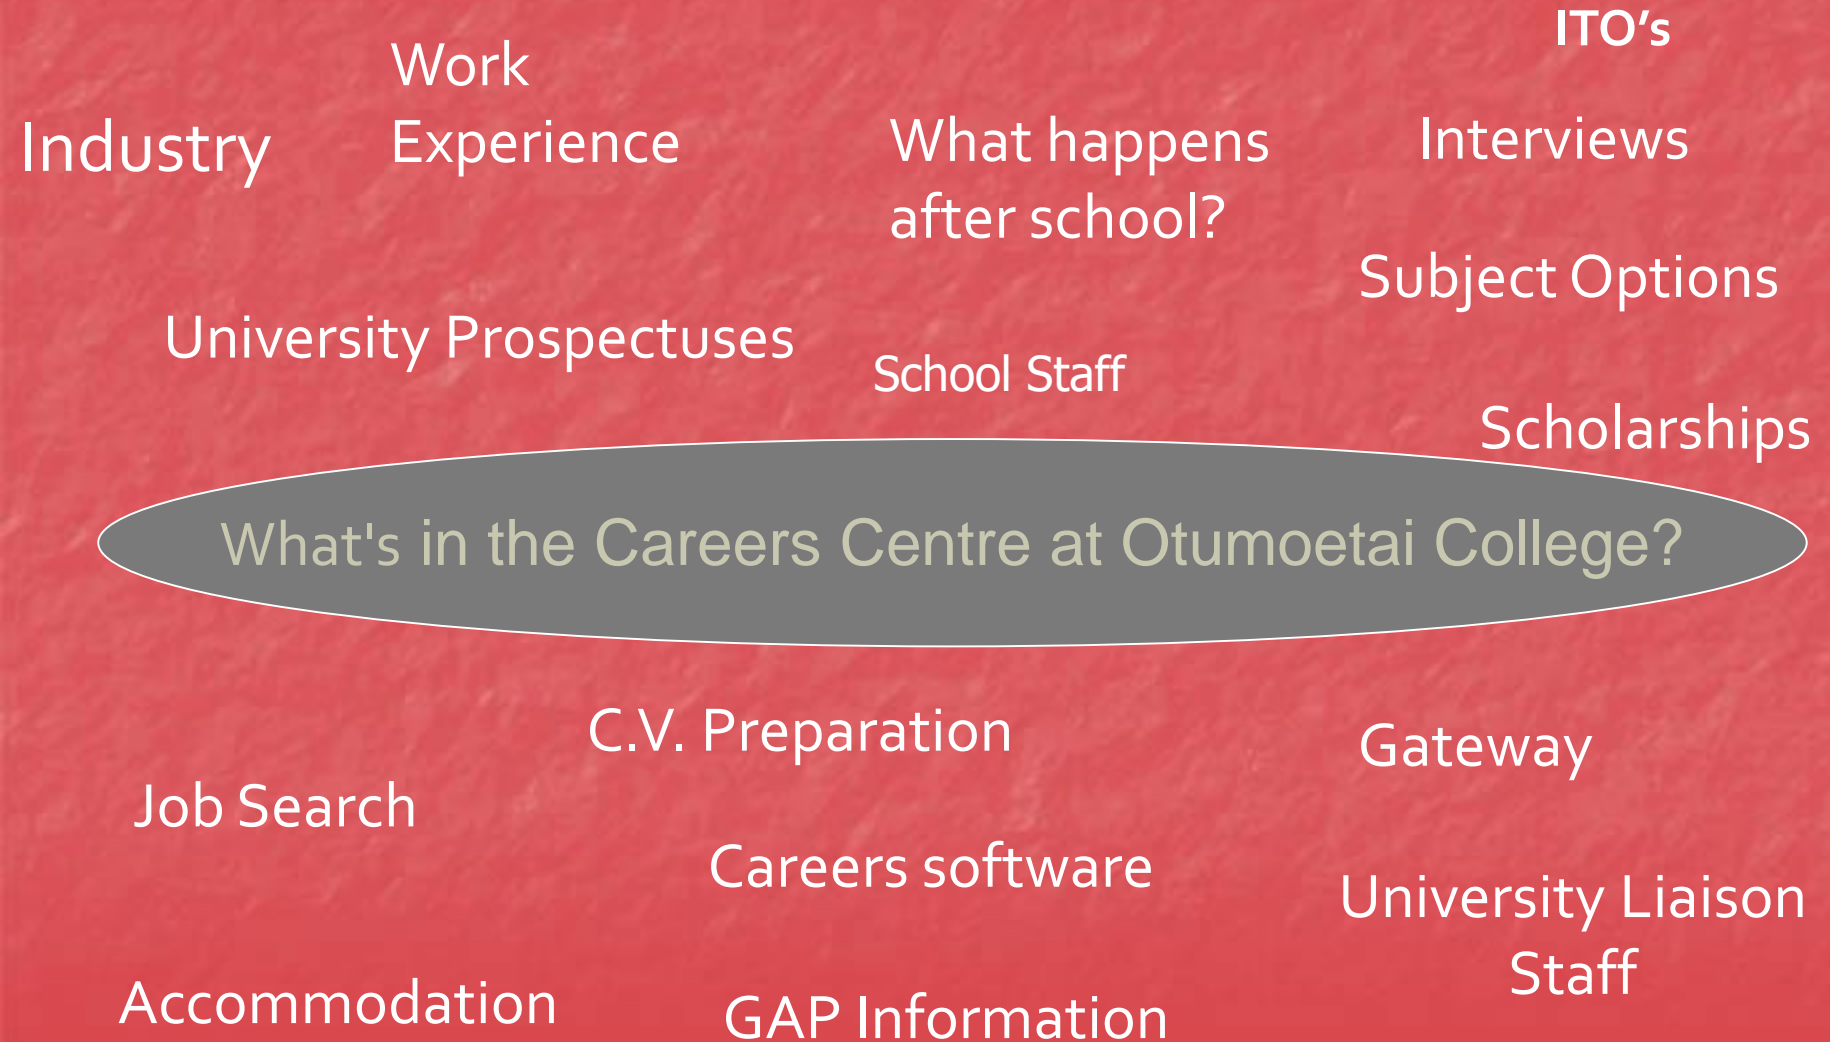 ITO’s
Work
Experience
Industry
What happens
after school?
Interviews
Subject Options
University Prospectuses
School Staff
Scholarships
What's in the Careers Centre at Otumoetai College?
C.V. Preparation
Gateway
Job Search
Careers software
University Liaison
Staff
Accommodation
GAP Information